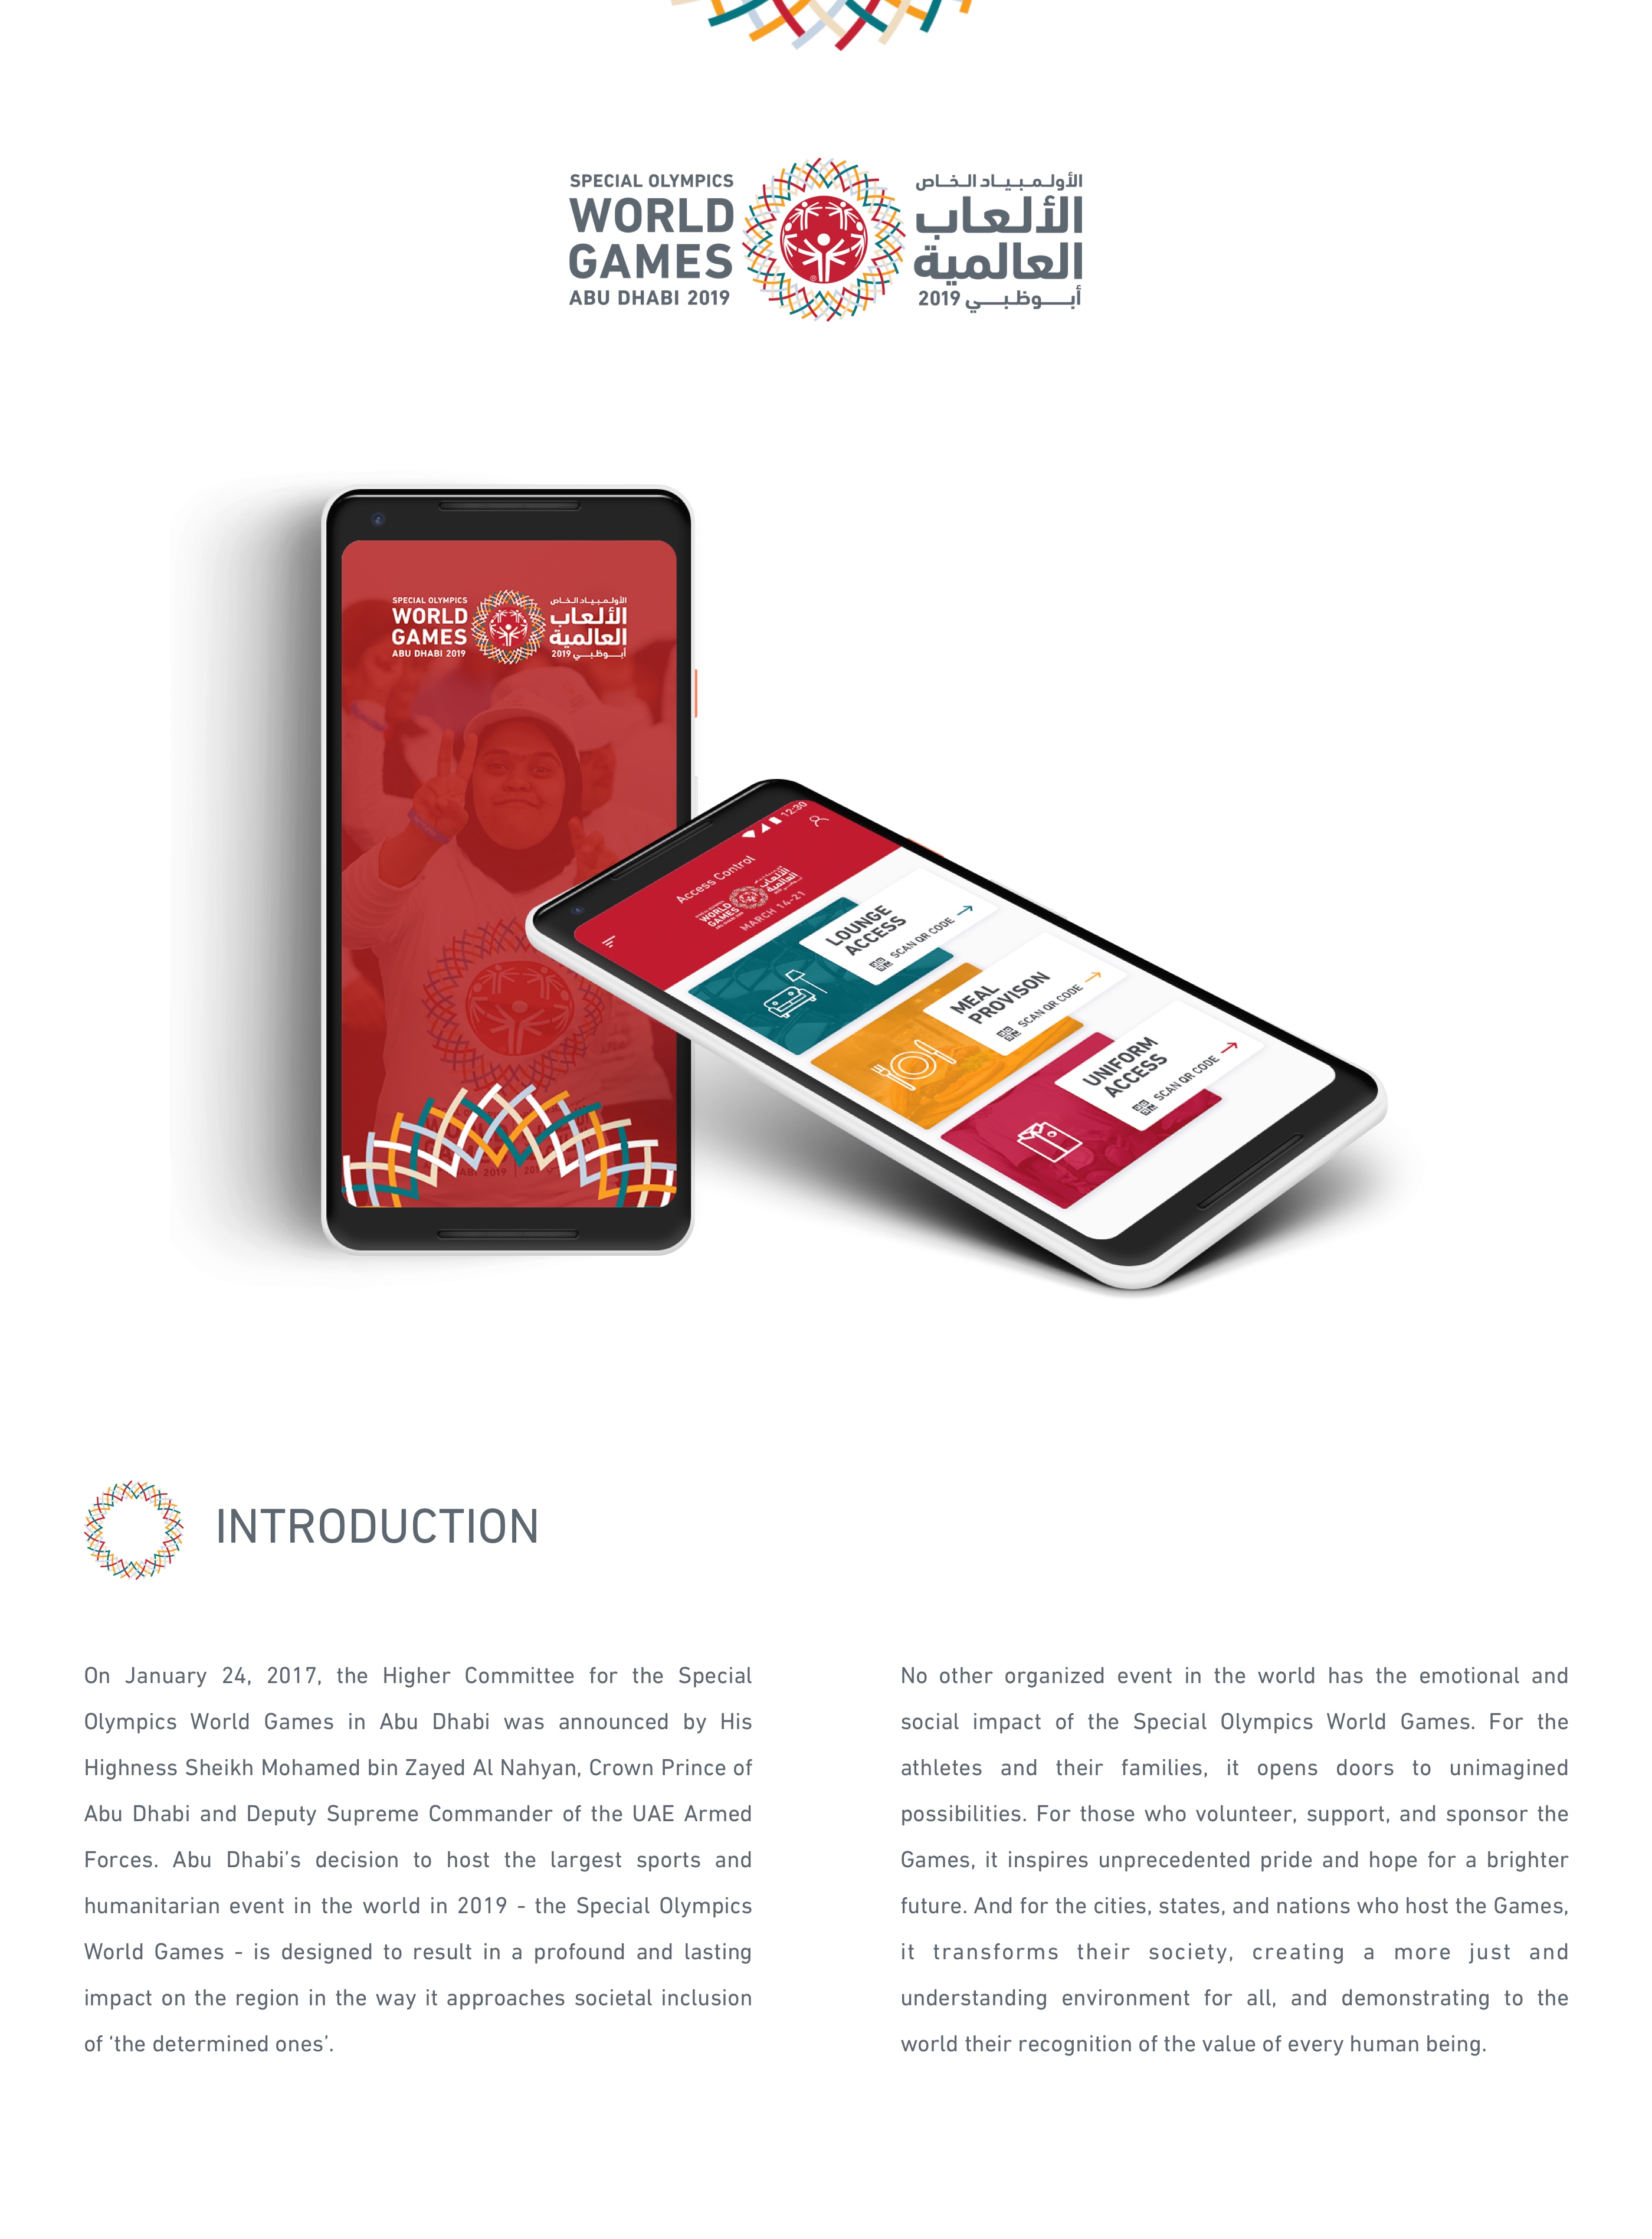 SPECIAL OLYMPICS
WORLD
GAMES
ABU DHABI 2019
الأولمبياد الخاص
الألعاب
العالمية
أبوظبي 2019
SPECIAL OLYMPICS
WORLD
GAMES
ABU DHABI 2019
الأولمبياد الخاص
الألعاب
العالمية
أبوظبي 2019
ABI 2019
12:30
Access Control
WORLD
GAMES
الألعاب
العالمية
MARCH 14-21
LOUNGE
ACCESS
SCAN QR CODE
MEAL
PROVISON
SCAN QR CODE
UNIFORM
ACCESS
SCAN QR CODE
INTRODUCTION
On January 24, 2017, the Higher Committee for the Special
Olympics World Games in Abu Dhabi was announced by His
Highness Sheikh Mohamed bin Zayed Al Nahyan, Crown Prince of
Abu Dhabi and Deputy Supreme Commander of the UAE Armed
Forces. Abu Dhabi’s decision to host the largest sports and
humanitarian event in the world in 2019 - the Special Olympics
World Games - is designed to result in a profound and lasting
impact on the region in the way it approaches societal inclusion
of ‘the determined ones’.
No other organized event in the world has the emotional and
social impact of the Special Olympics World Games. For the
athletes and their families, it opens doors to unimagined
possibilities. For those who volunteer, support, and sponsor the
Games, it inspires unprecedented pride and hope for a brighter
future. And for the cities, states, and nations who host the Games,
it transforms their society, creating a more just and
understanding environment for all, and demonstrating to the
world their recognition of the value of every human being.